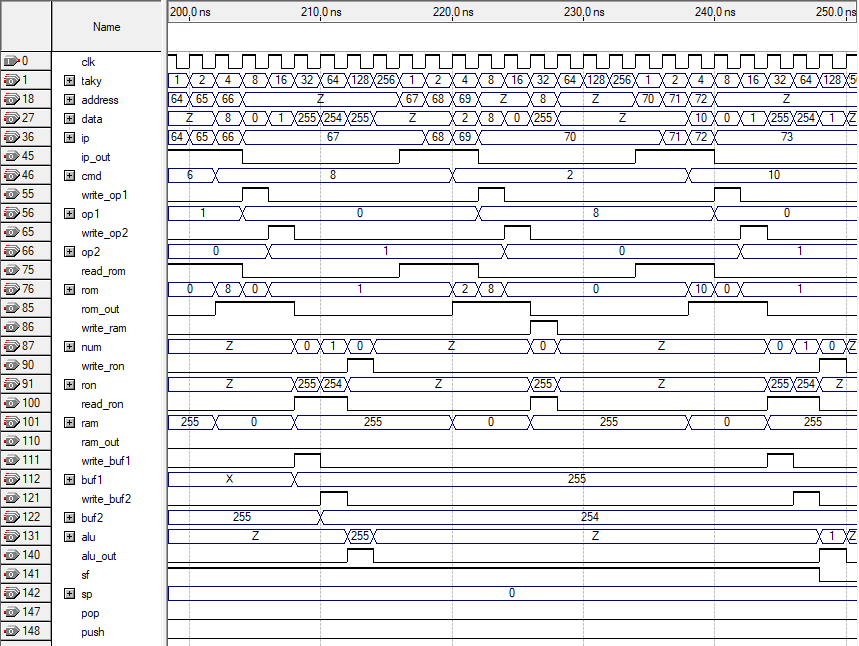 Name 200.0 ns 210.0 ns 220.0 ns 230.0 ns 240.0 ns 250.0 ns
0 clk
1 taky 1 2 4 8 16 32 64 128 256 1 2 4 8 16 32 64 128 256 1 2 4 8 16 32 64 128
18 address 64 65 66 Z 67 68 69 Z 8 Z 70 71 72 Z
27 data Z 8 0 1 255 254 255 Z 2 8 0 255 Z 10 0 1 255 254 1 Z
36 ip 64 65 66 67 68 69 70 71 72 73
45 ip_out
46 cmd 6 8 2 10
55 write_op1
56 op1 1 0 8 0
65 write_op2
66 op2 0 1 0 1
75 read_rom
76 rom 0 8 0 1 2 8 0 10 0 1
85 rom_out
86 write_ram
87 num Z 0 1 0 Z 0 Z 0 1 0 Z
90 write_ron
91 ron Z 255 254 Z 255 Z 255 254 Z
100 read_ron
101 ram 255 0 255 0 255 0 255
110 ram_out
111 write_buf1
112 buf1 X 255
121 write_buf2
122 buf2 255 254
131 alu Z 255 Z 1 Z
140 alu_out
141 sf
142 sp 0
147 pop
148 push